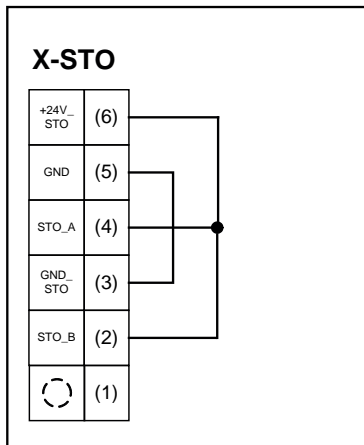 X-STO
+24V_
STO
(6)
GND
(5)
STO_A
(4)
GND_
STO
(3)
STO_B
(2)
(1)